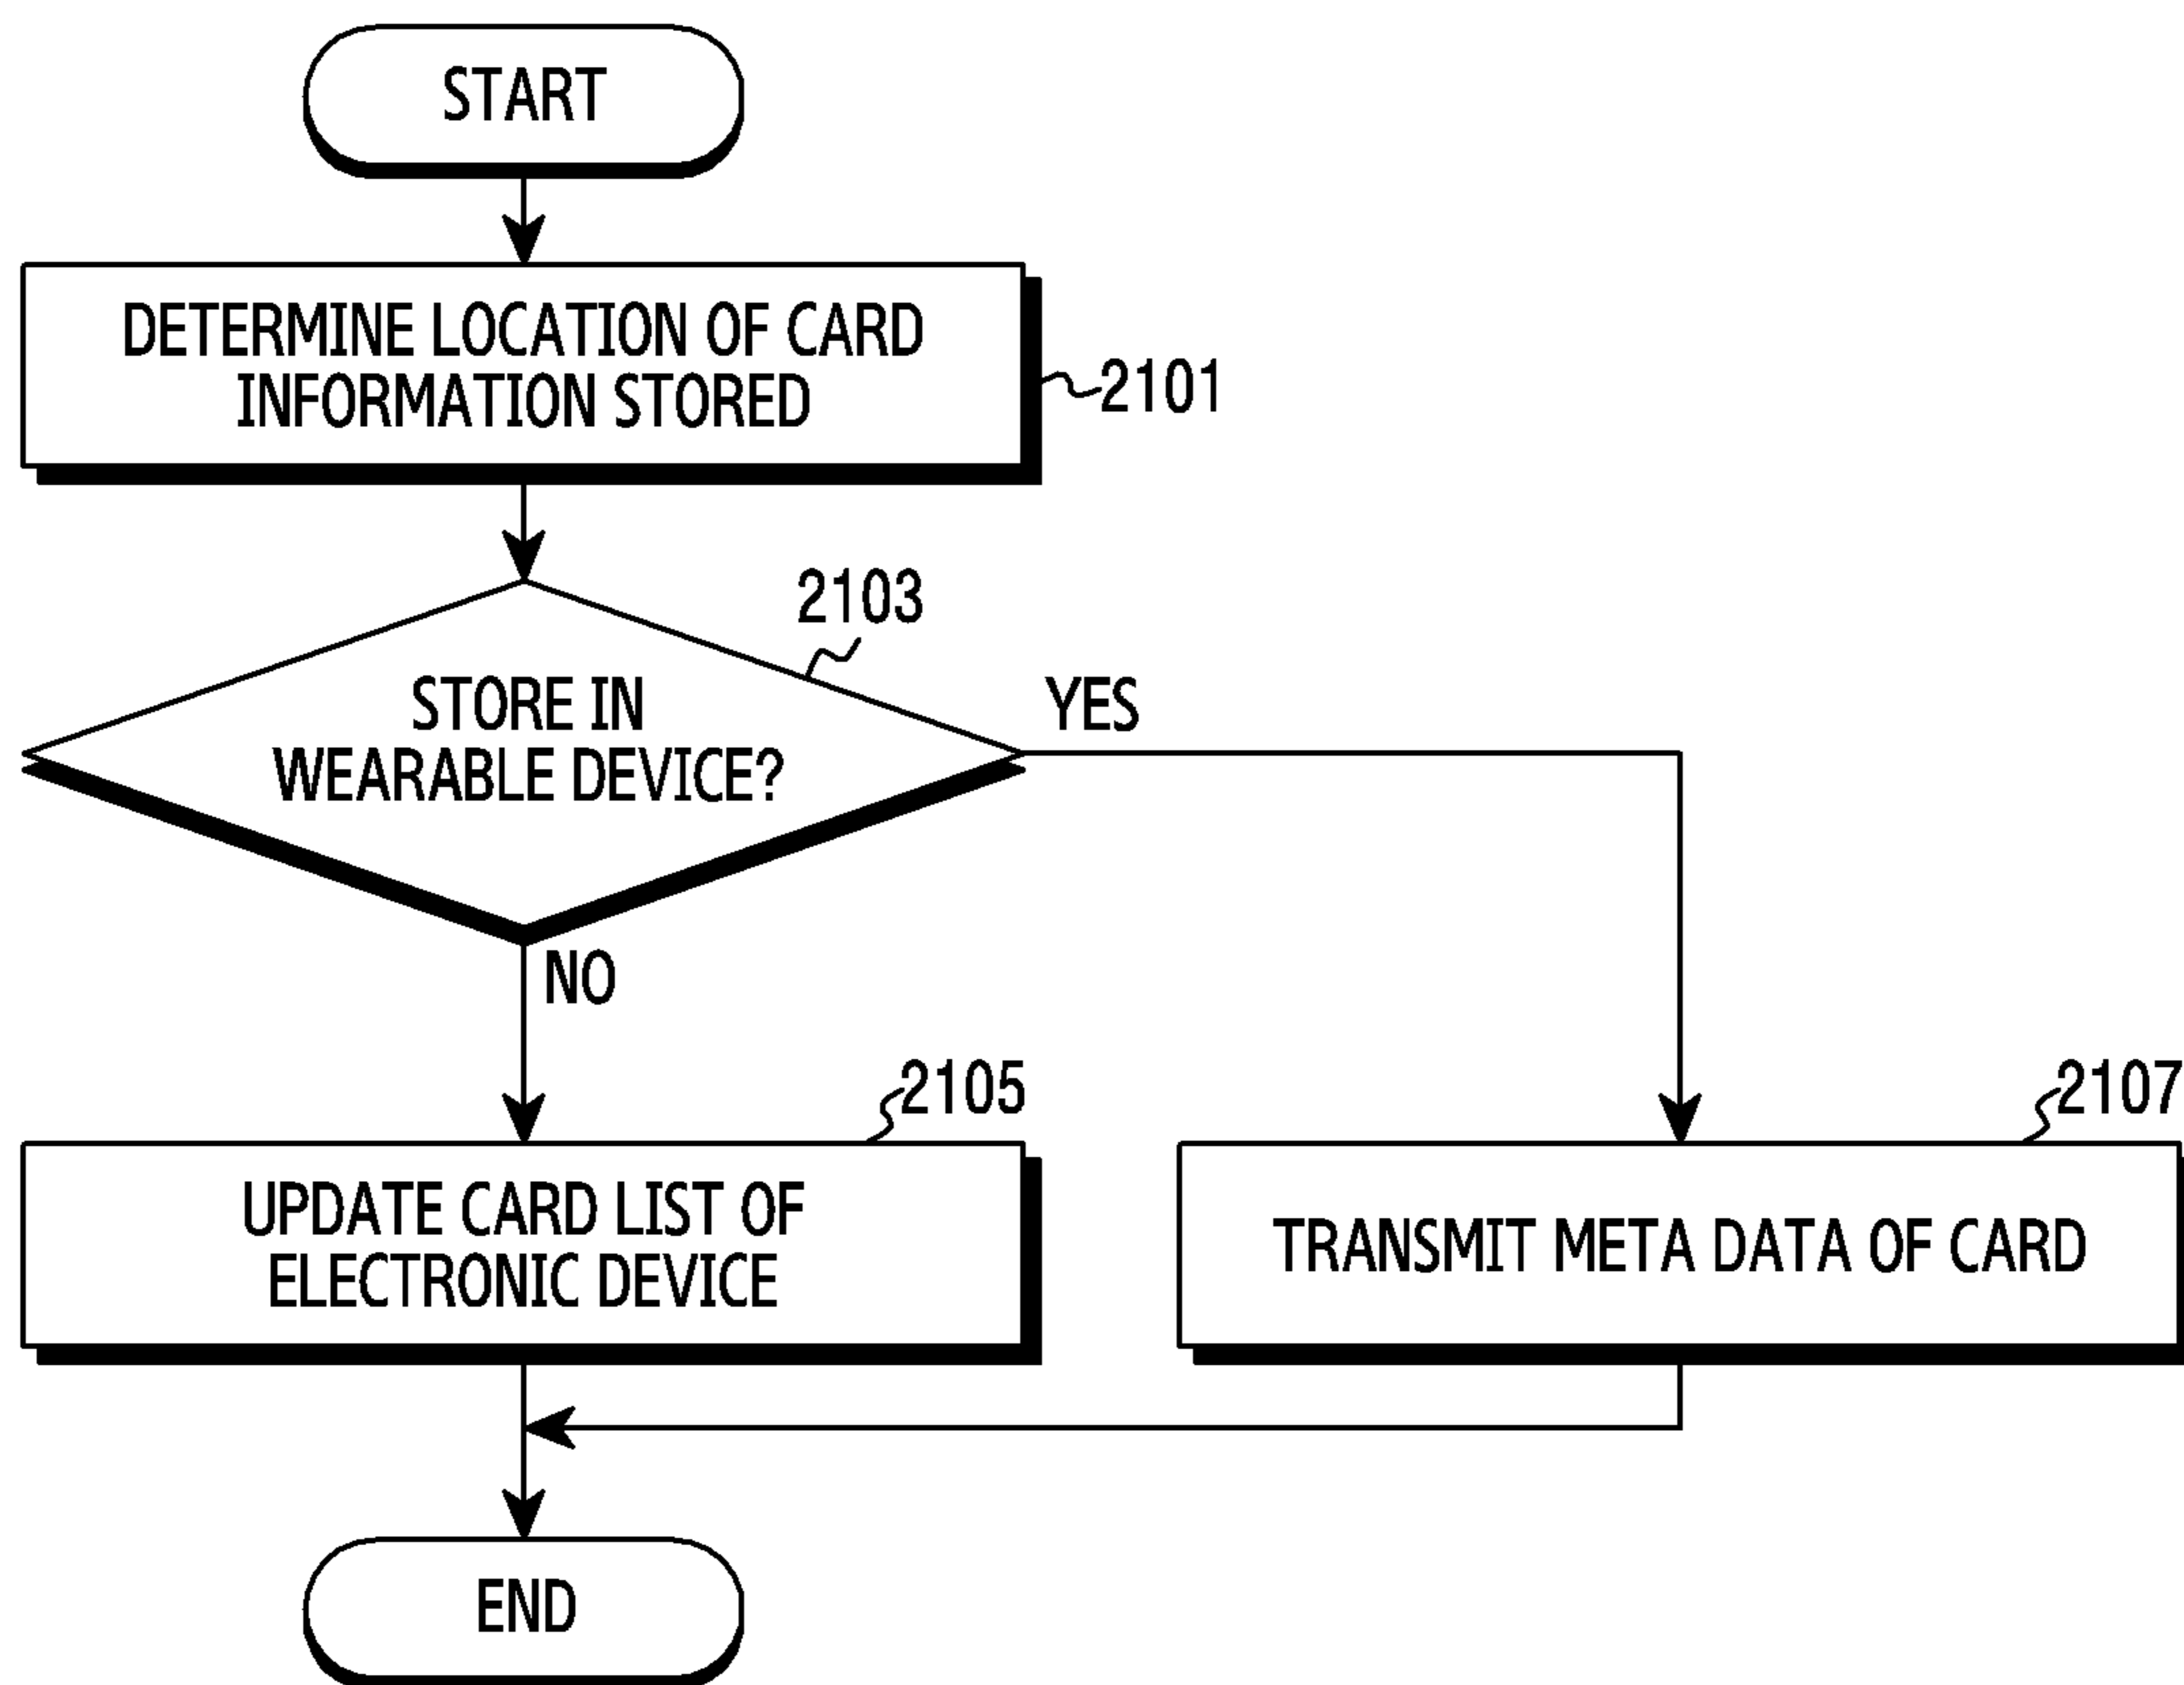 START
DETERMINE LOCATION OF CARD
INFORMATION STORED
2101
2103
STORE IN
WEARABLE DEVICE?
YES
NO
2105
2107
UPDATE CARD LIST OF
ELECTRONIC DEVICE
TRANSMIT META DATA OF CARD
END